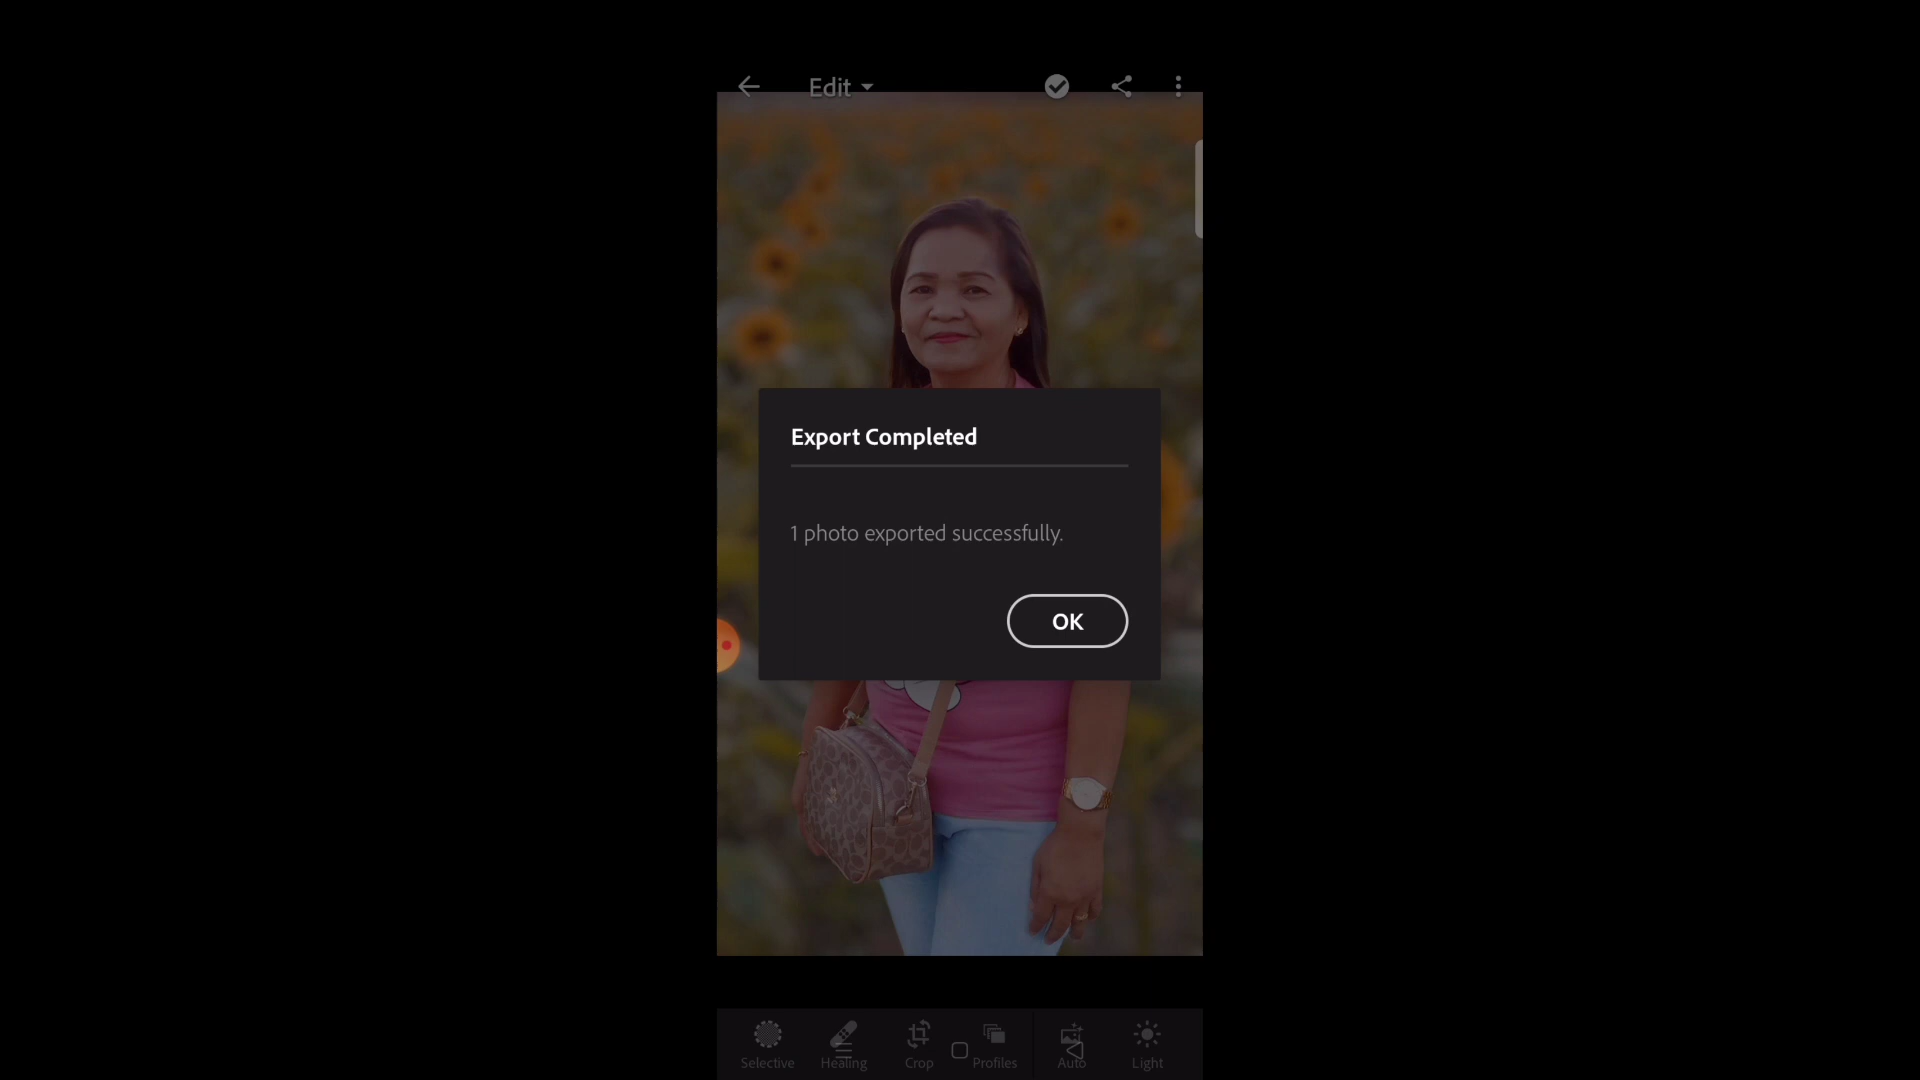 Edit
Export Completed
1 photo exported successfully.
OK
Selective
Healing
Crop
Profiles
Auto
Light